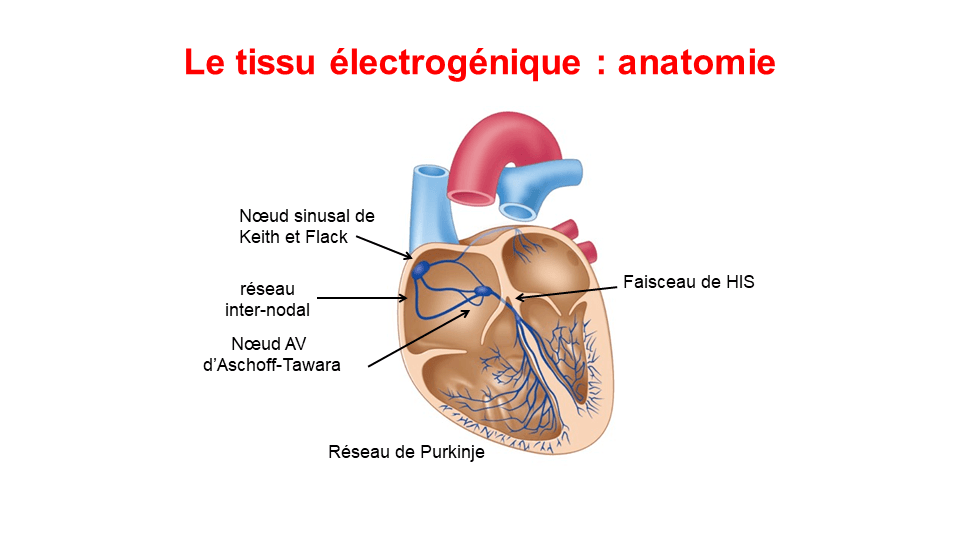 Le tissu électrogénique : anatomie
Nœud sinusal de
Keith et Flack
réseau
inter-nodal
Nœud AV
d’Aschoff-Tawara
Faisceau de HIS
Réseau de Purkinje